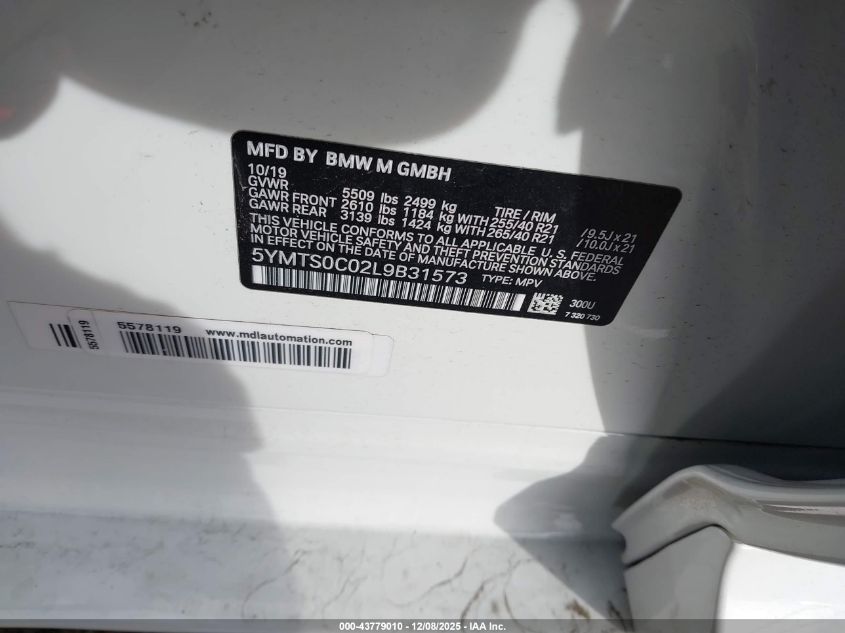 MFD BY BMW M GMBH
10/19
GVWR 5509 lbs 2499 kg TIRE / RIM
GAWR FRONT 2610 lbs 1184 kg WITH 255/40 R21 / 9.5J x 21
GAWR REAR 3139 lbs 1424 kg WITH 265/40 R21 / 10.0J x 21
THIS VEHICLE CONFORMS TO ALL APPLICABLE U. S. FEDERAL
MOTOR VEHICLE SAFETY AND THEFT PREVENTION STANDARDS
IN EFFECT ON THE DATE OF MANUFACTURE SHOWN ABOVE.
5YMTS0C02L9B31573 TYPE: MPV
300U
7 320 730
5578119
5578119 www.mdlautomation.com
000-43779010 - 12/08/2025 - IAA Inc.